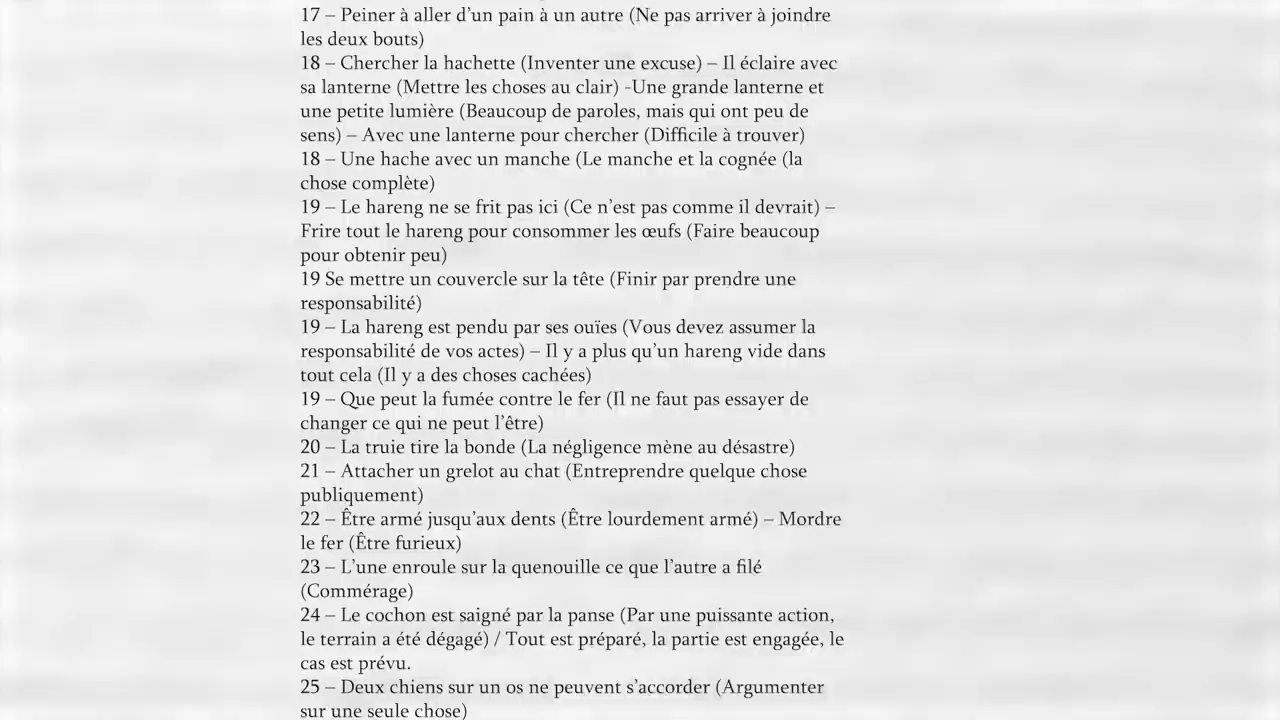 17 – Peiner à aller d’un pain à un autre (Ne pas arriver à joindre
les deux bouts)
18 – Chercher la hachette (Inventer une excuse) – Il éclaire avec
sa lanterne (Mettre les choses au clair) -Une grande lanterne et
une petite lumière (Beaucoup de paroles, mais qui ont peu de
sens) – Avec une lanterne pour chercher (Difficile à trouver)
18 – Une hache avec un manche (Le manche et la cognée (la
chose complète)
19 – Le hareng ne se frit pas ici (Ce n’est pas comme il devrait) –
Frire tout le hareng pour consommer les œufs (Faire beaucoup
pour obtenir peu)
19 Se mettre un couvercle sur la tête (Finir par prendre une
responsabilité)
19 – La hareng est pendu par ses ouïes (Vous devez assumer la
responsabilité de vos actes) – Il y a plus qu’un hareng vide dans
tout cela (Il y a des choses cachées)
19 – Que peut la fumée contre le fer (Il ne faut pas essayer de
changer ce qui ne peut l’être)
20 – La truie tire la bonde (La négligence mène au désastre)
21 – Attacher un grelot au chat (Entreprendre quelque chose
publiquement)
22 – Être armé jusqu’aux dents (Être lourdement armé) – Mordre
le fer (Être furieux)
23 – L’une enroule sur la quenouille ce que l’autre a filé
(Commérage)
24 – Le cochon est saigné par la panse (Par une puissante action,
le terrain a été dégagé) / Tout est préparé, la partie est engagée, le
cas est prévu.
25 – Deux chiens sur un os ne peuvent s’accorder (Argumenter
sur une seule chose)